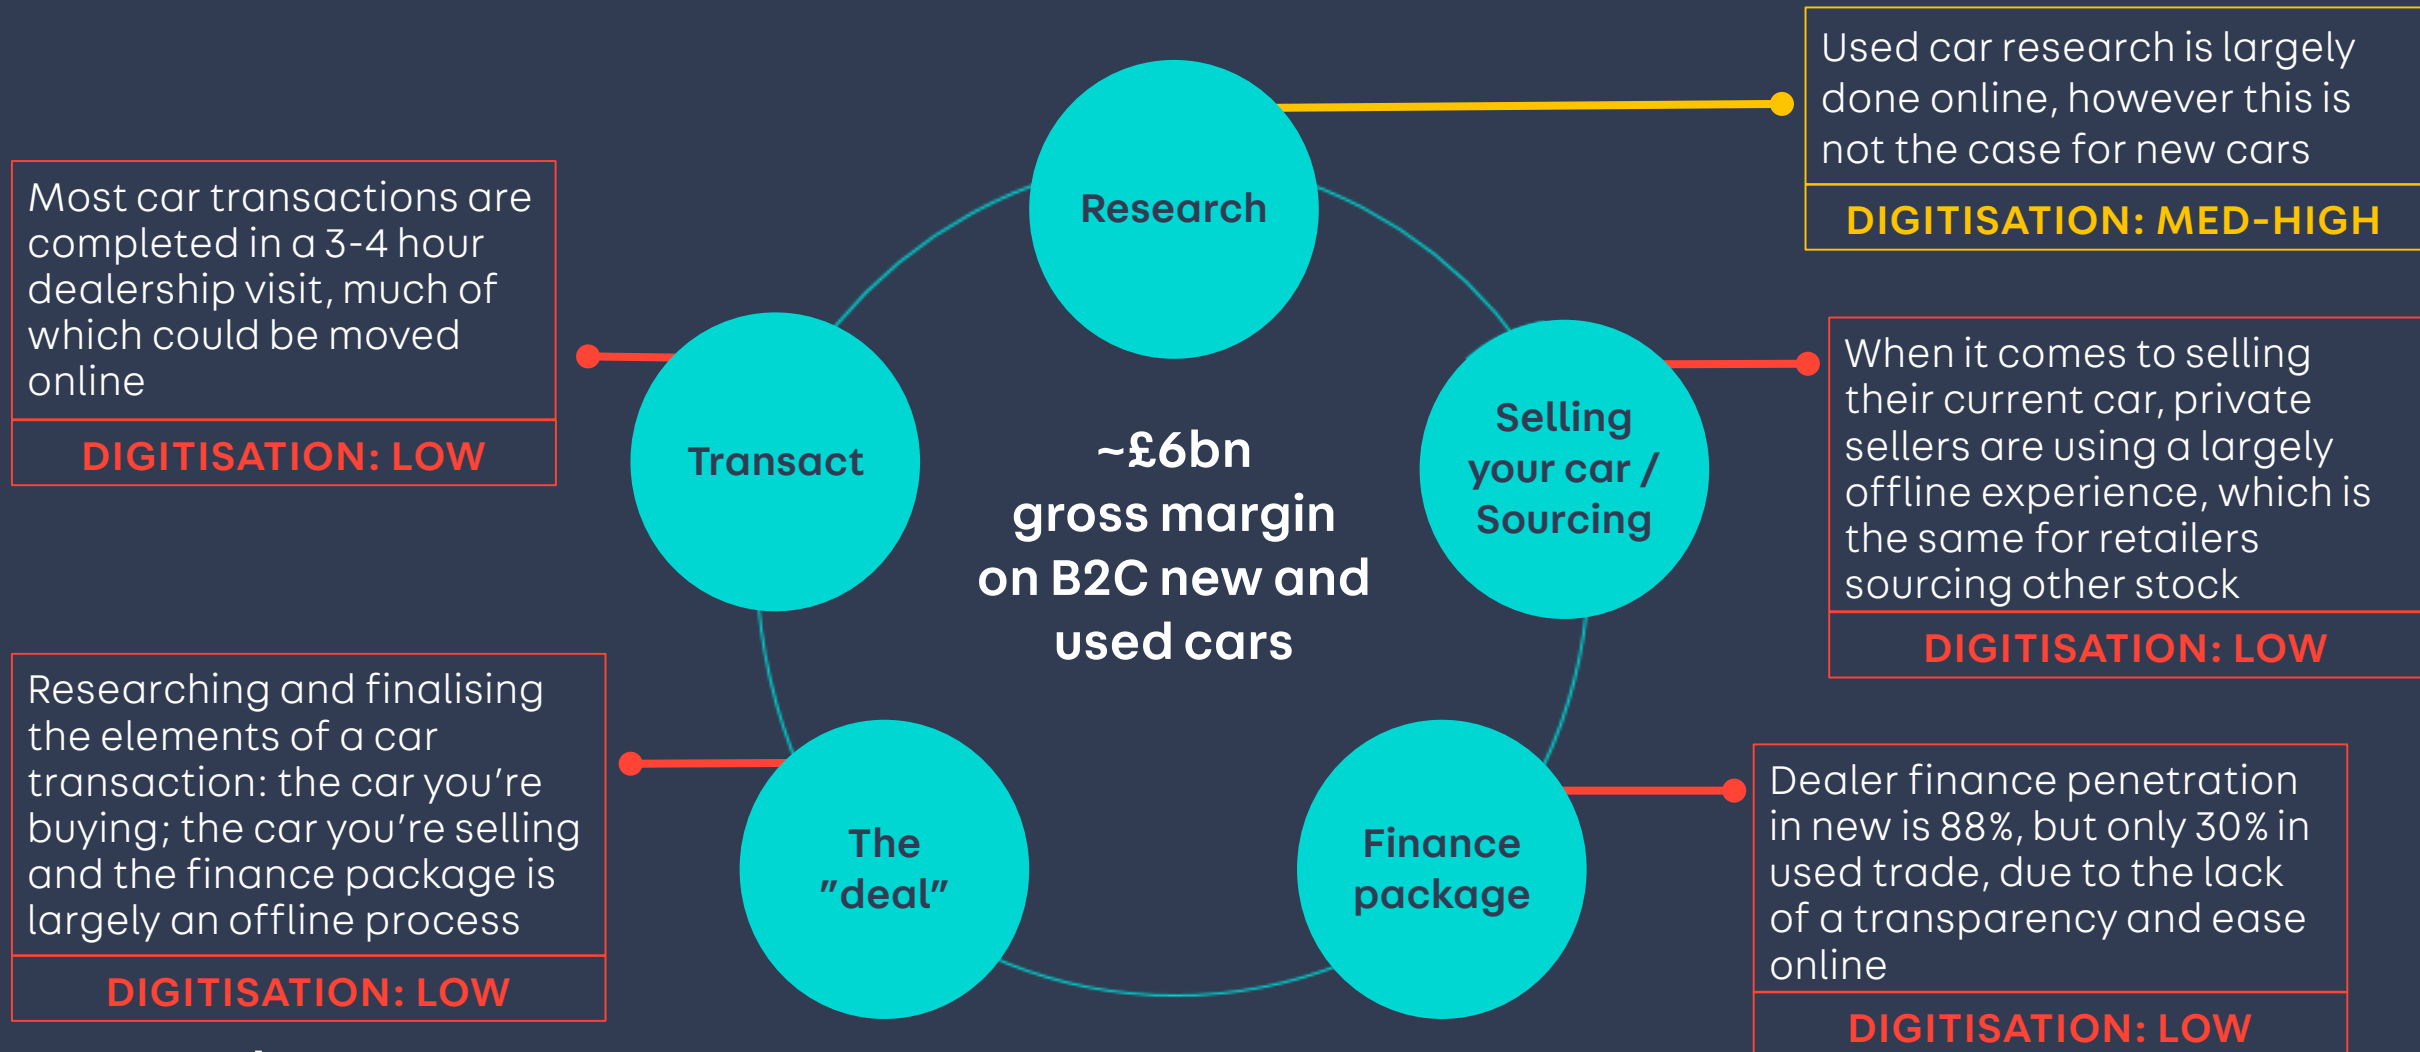 Research
Used car research is largely
done online, however this is
not the case for new cars
DIGITISATION: MED-HIGH
Selling
your car /
Sourcing
When it comes to selling
their current car, private
sellers are using a largely
offline experience, which is
the same for retailers
sourcing other stock
DIGITISATION: LOW
Finance
package
Dealer finance penetration
in new is 88%, but only 30% in
used trade, due to the lack
of a transparency and ease
online
DIGITISATION: LOW
The
"deal"
Researching and finalising
the elements of a car
transaction: the car you're
buying; the car you're selling
and the finance package is
largely an offline process
DIGITISATION: LOW
Transact
Most car transactions are
completed in a 3-4 hour
dealership visit, much of
which could be moved
online
DIGITISATION: LOW
~£6bn
gross margin
on B2C new and
used cars